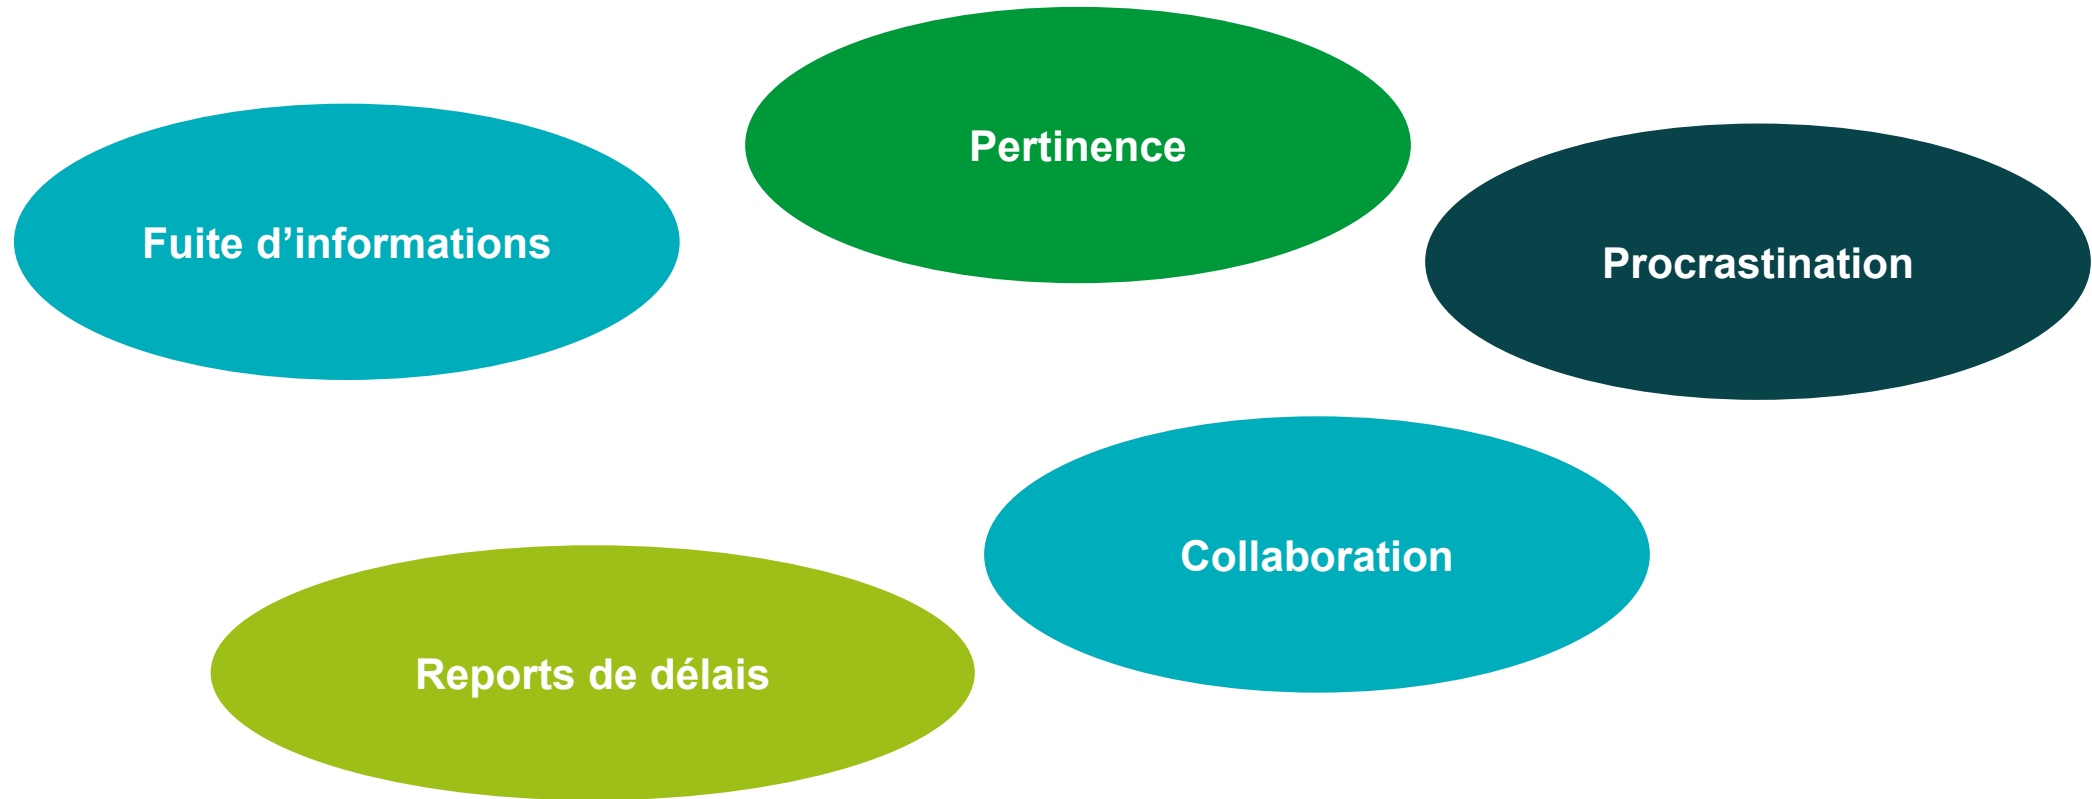 Pertinence
Fuite d’informations
Procrastination
Collaboration
Reports de délais